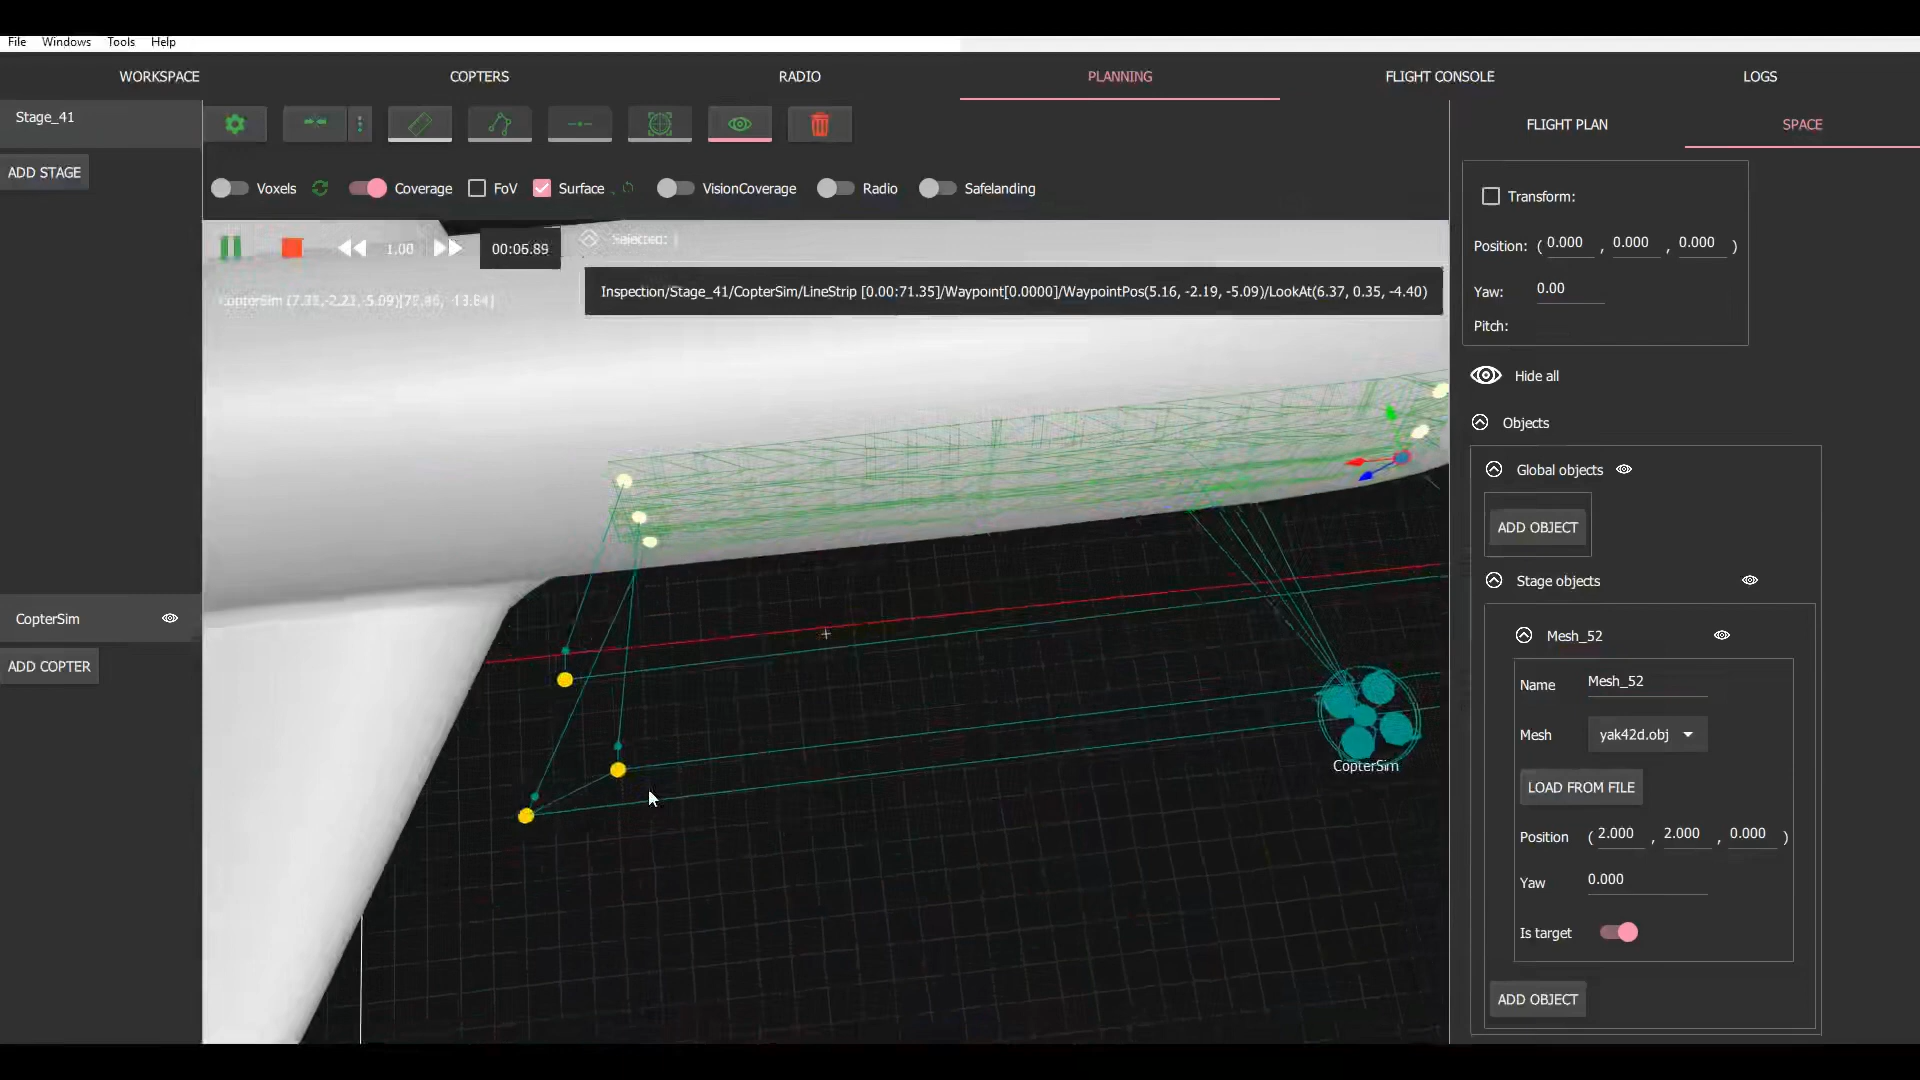 File Windows Tools Help
WORKSPACE COPTERS RADIO PLANNING FLIGHT CONSOLE LOGS
Stage_41
ADD STAGE
CopterSim
ADD COPTER
Voxels Coverage FoV Surface VisionCoverage Radio Safelanding
1.00 00:06.89 Selected:
Inspection/Stage_41/CopterSim/LineStrip [0.00:71.35]/Waypoint[0.0000]/WaypointPos(5.16, -2.19, -5.09)/LookAt(6.37, 0.35, -4.40)
CopterSim
FLIGHT PLAN SPACE
Transform:
Position: ( 0.000 , 0.000 , 0.000 )
Yaw: 0.00
Pitch:
Hide all
Objects
Global objects
ADD OBJECT
Stage objects
Mesh_52
Name Mesh_52
Mesh yak42d.obj
LOAD FROM FILE
Position ( 2.000 , 2.000 , 0.000 )
Yaw 0.000
Is target
ADD OBJECT